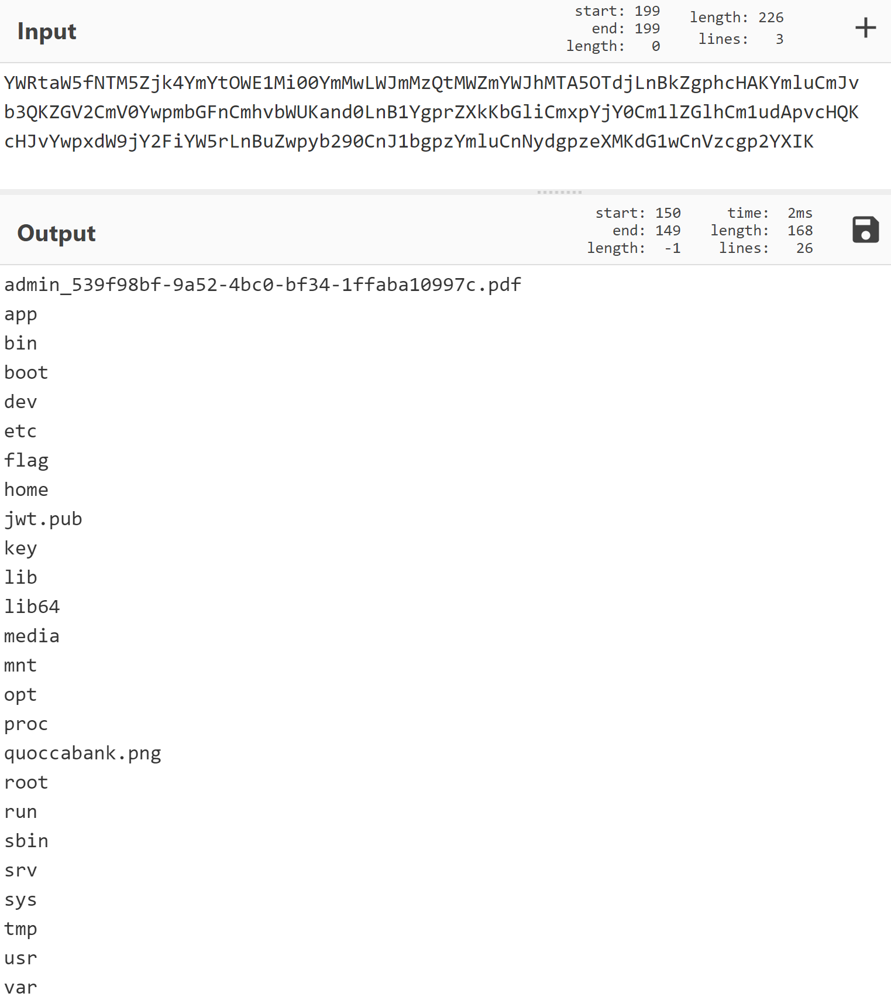 Input
start: 199
end: 199
length: 0
length: 226
lines: 3
YWRtaW5fNTM5Zjk4YmYtOWE1Mi00YmMwLWJmMzQtMWZmYWJhMTA5OTdjLnBkZgphcHAKYmluCmJv
b3QKZGV2CmV0YwpmbGFnCmhvbWUKand0LnB1YgprZXkKbGliCmxpYjY0Cm1lZGlhCm1udApvcHQK
cHJvYwpxdW9jY2FiYW5rLnBuZwpyb290CnJ1bgpzYmluCnNydgpzeXMKdG1wCnVzcgp2YXIK
Output
start: 150
end: 149
length: -1
time: 2ms
length: 168
lines: 26
admin_539f98bf-9a52-4bc0-bf34-1ffaba10997c.pdf
app
bin
boot
dev
etc
flag
home
jwt.pub
key
lib
lib64
media
mnt
opt
proc
quoccabank.png
root
run
sbin
srv
sys
tmp
usr
var